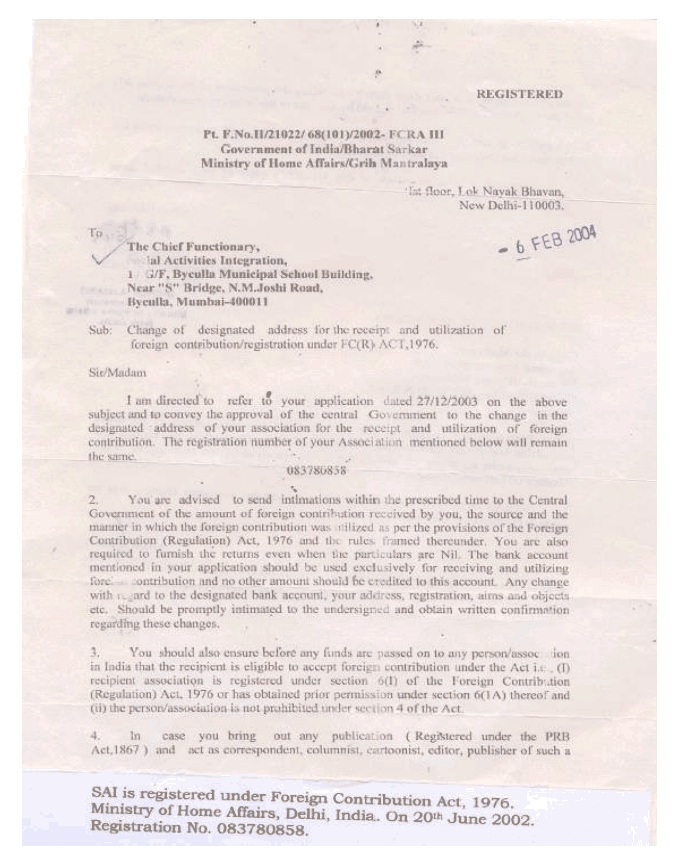 REGISTERED
Pt. F.No.II/21022/ 68(101)/2002- FCRA III
Government of India/Bharat Sarkar
Ministry of Home Affairs/Grih Mantralaya
Ist floor, Lok Nayak Bhavan,
New Delhi-110003.
- 6 FEB 2004
To
The Chief Functionary,
Activities Integration,
G/F, Byculla Municipal School Building,
Near "S" Bridge, N.M.Joshi Road,
Byculla, Mumbai-400011
Sub: Change of designated address for the receipt and utilization of
foreign contribution/registration under FC(R) ACT,1976.
Sir/Madam
I am directed to refer to your application dated 27/12/2003 on the above
subject and to convey the approval of the central Government to the change in the
designated address of your association for the receipt and utilization of foreign
contribution. The registration number of your Association mentioned below will remain
the same.
083780858
2. You are advised to send intimations within the prescribed time to the Central
Government of the amount of foreign contribution received by you, the source and the
manner in which the foreign contribution was utilized as per the provisions of the Foreign
Contribution (Regulation) Act, 1976 and the rules framed thereunder. You are also
required to furnish the returns even when the particulars are Nil. The bank account
mentioned in your application should be used exclusively for receiving and utilizing
contribution and no other amount should be credited to this account. Any change
with regard to the designated bank account, your address, registration, aims and objects
etc. Should be promptly intimated to the undersigned and obtain written confirmation
regarding these changes.
3. You should also ensure before any funds are passed on to any person/association
in India that the recipient is eligible to accept foreign contribution under the Act i.e., (I)
recipient association is registered under section 6(I) of the Foreign Contribution
(Regulation) Act, 1976 or has obtained prior permission under section 6(1A) thereof and
(ii) the person/association is not prohibited under section 4 of the Act.
4. In case you bring out any publication ( Registered under the PRB
Act,1867 ) and act as correspondent, columnist, cartoonist, editor, publisher of such a
SAI is registered under Foreign Contribution Act, 1976.
Ministry of Home Affairs, Delhi, India. On 20th June 2002.
Registration No. 083780858.